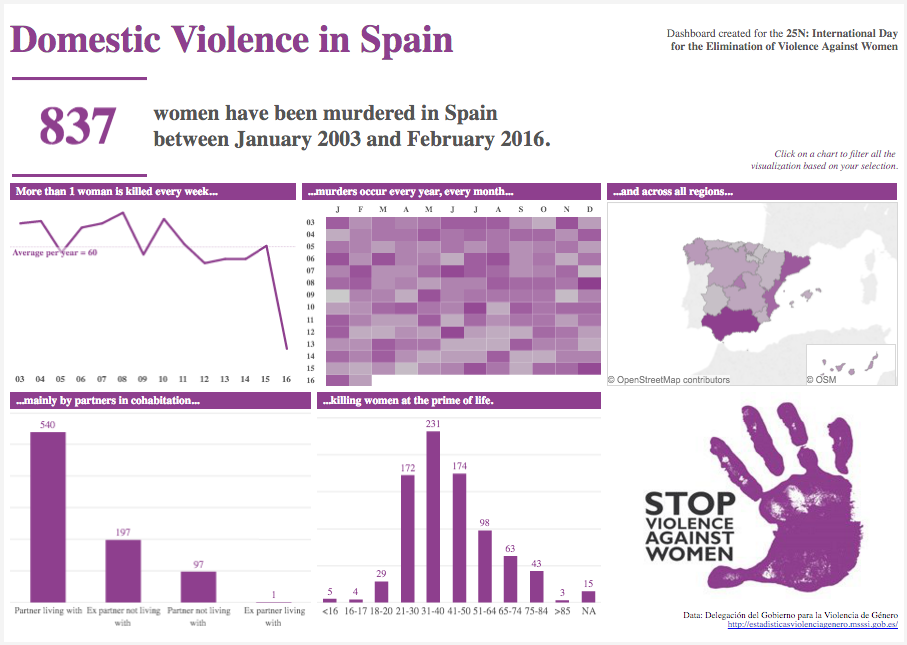 Domestic Violence in Spain
Dashboard created for the 25N: International Day
for the Elimination of Violence Against Women
837
women have been murdered in Spain
between January 2003 and February 2016.
Click on a chart to filter all the
visualization based on your selection.
More than 1 woman is killed every week...
Average per year = 60
03 04 05 06 07 08 09 10 11 12 13 14 15 16
...murders occur every year, every month...
J F M A M J J A S O N D
03
04
05
06
07
08
09
10
11
12
13
14
15
16
...and across all regions...
© OpenStreetMap contributors
© OSM
...mainly by partners in cohabitation...
540
197
97
1
Partner living with Ex partner not living Partner not living Ex partner living
with with with
...killing women at the prime of life.
5 4 29 172 231 174 98 63 43 3 15
<16 16-17 18-20 21-30 31-40 41-50 51-64 65-74 75-84 >85 NA
STOP
VIOLENCE
AGAINST
WOMEN
Data: Delegación del Gobierno para la Violencia de Género
http://estadisticasviolenciagenero.msssi.gob.es/